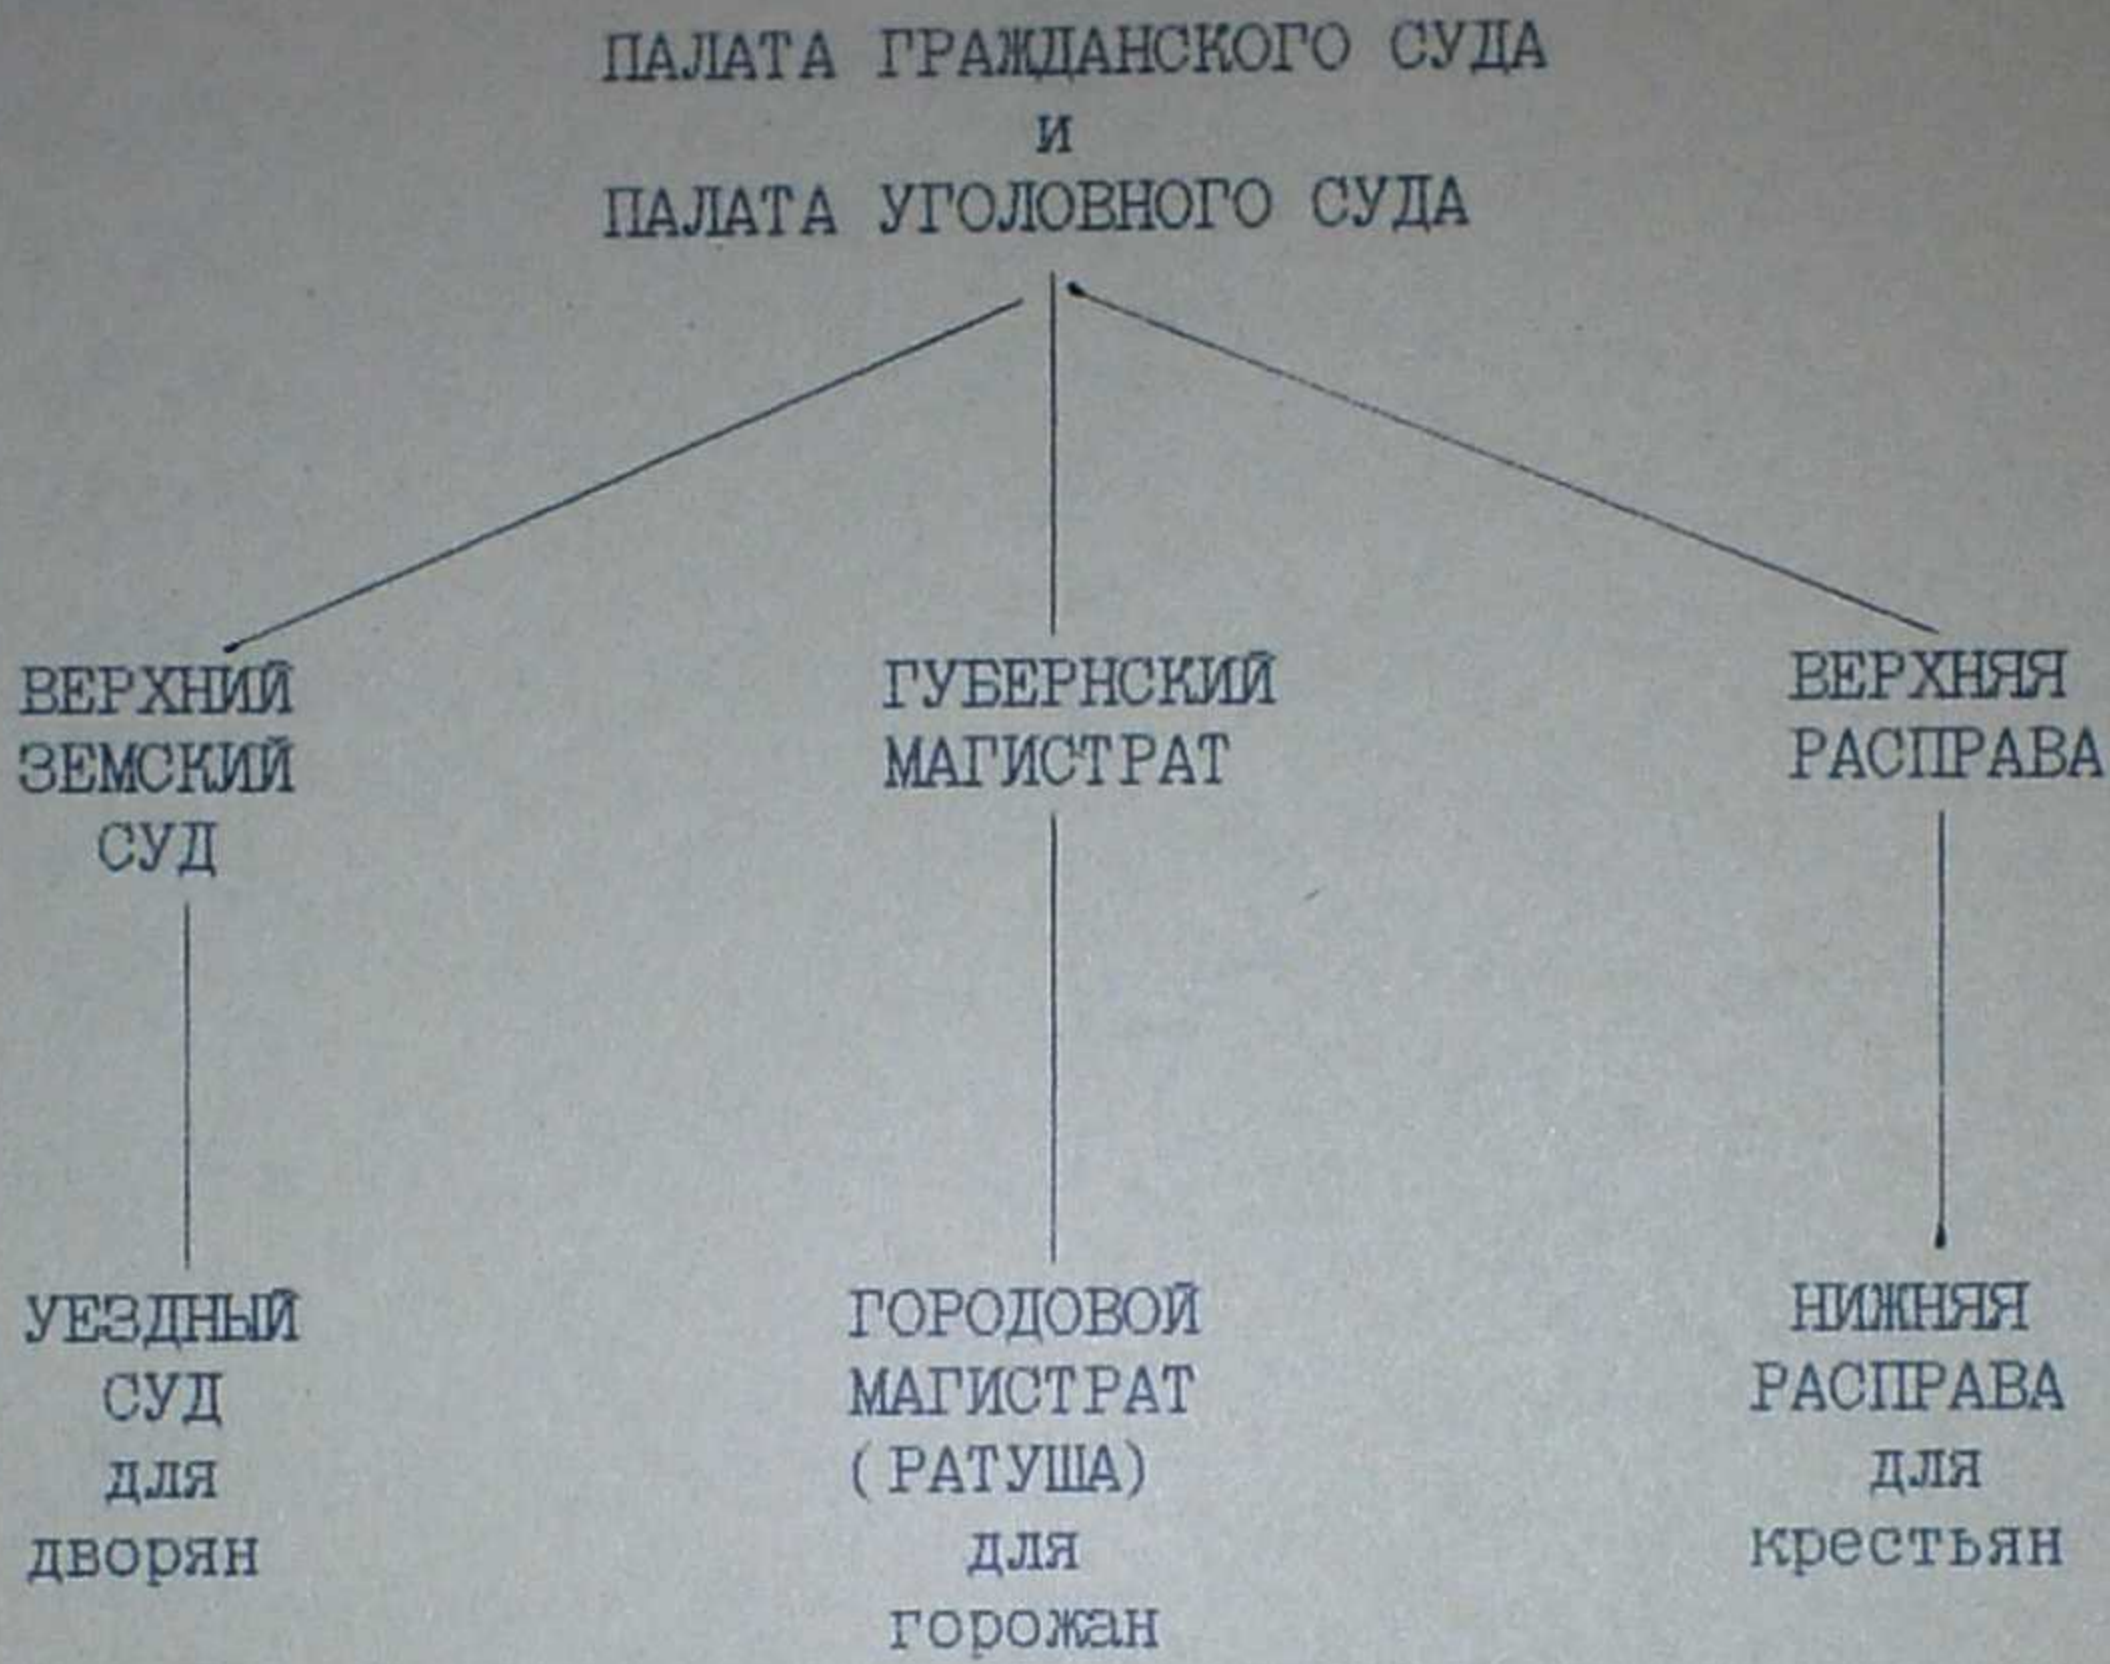 ПАЛАТА ГРАЖДАНСКОГО СУДА
и
ПАЛАТА УГОЛОВНОГО СУДА
ВЕРХНИЙ
ЗЕМСКИЙ
СУД
ГУБЕРНСКИЙ
МАГИСТРАТ
ВЕРХНЯЯ
РАСПРАВА
УЕЗДНЫЙ
СУД
для
дворян
ГОРОДОВОЙ
МАГИСТРАТ
(РАТУША)
для
горожан
НИЖНЯЯ
РАСПРАВА
для
крестьян